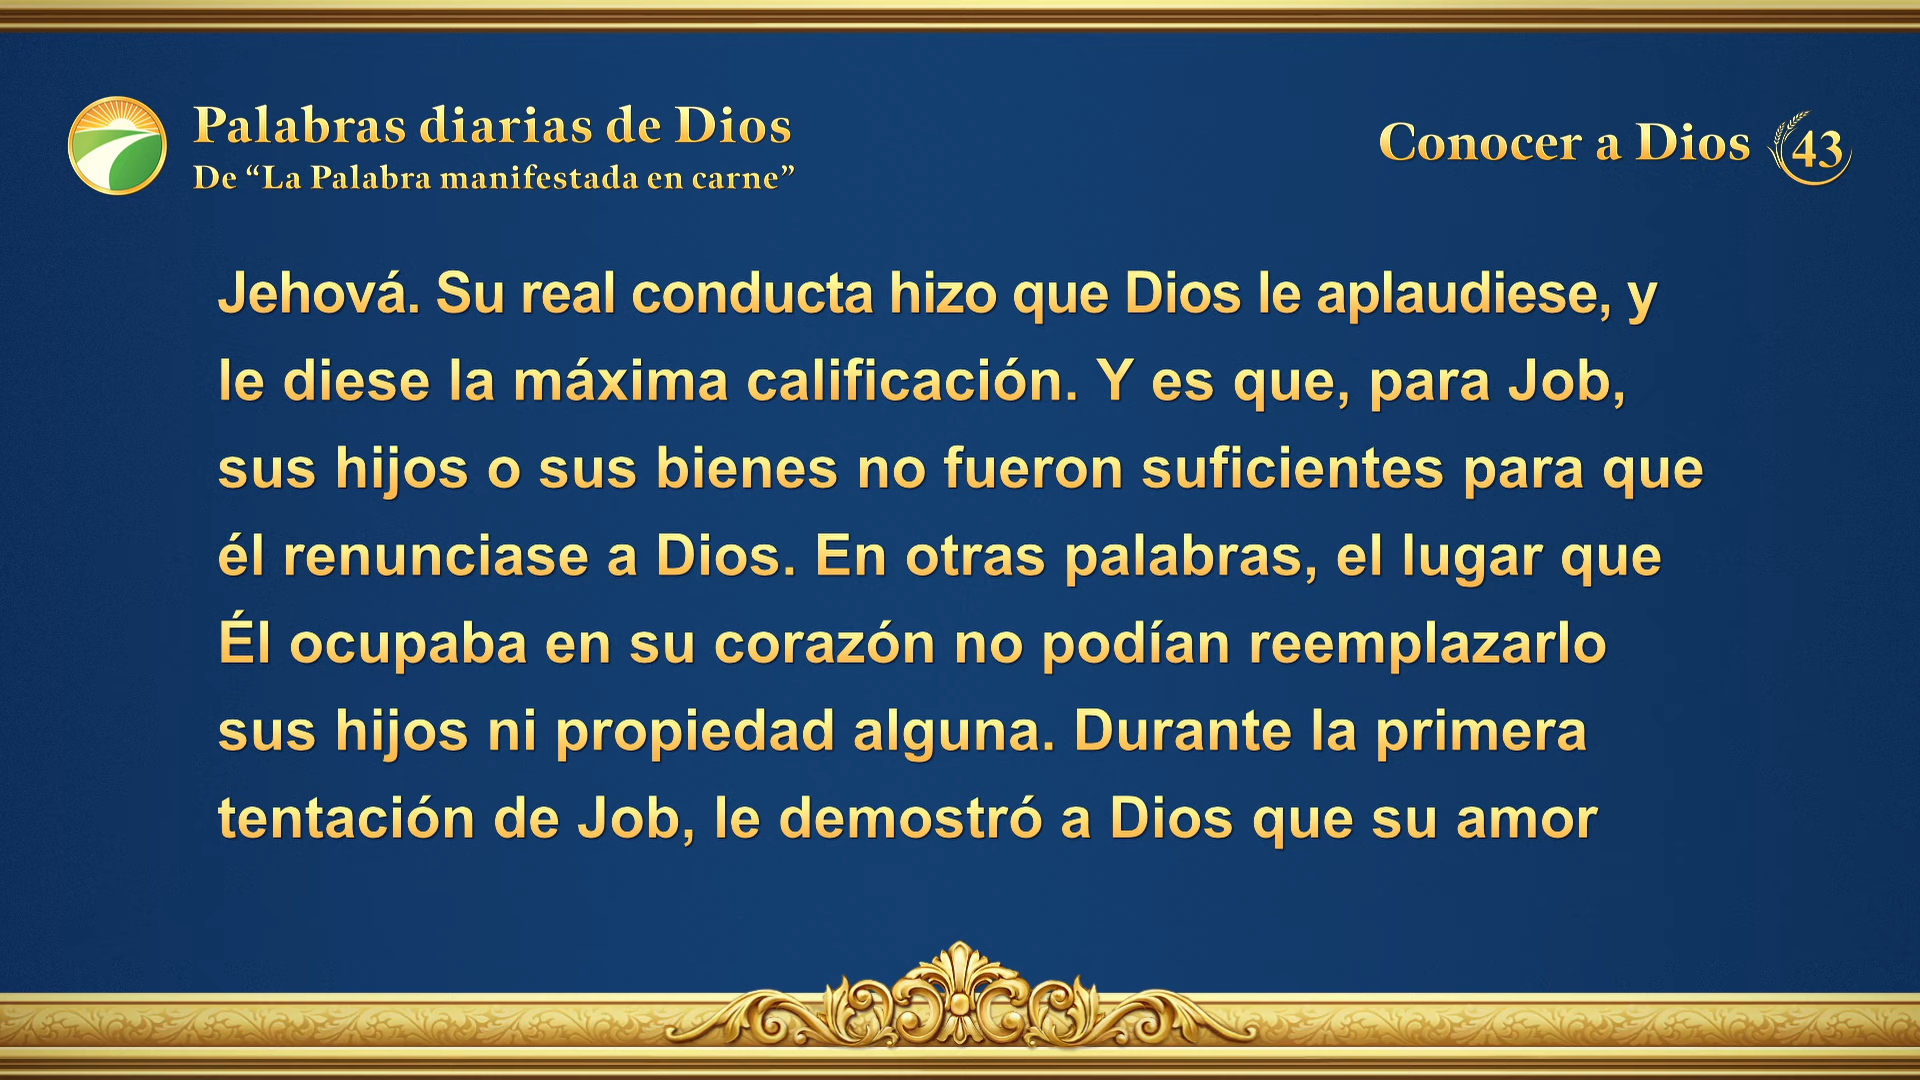 Palabras diarias de Dios
De “La Palabra manifestada en carne”
Conocer a Dios 43
Jehová. Su real conducta hizo que Dios le aplaudiese, y
le diese la máxima calificación. Y es que, para Job,
sus hijos o sus bienes no fueron suficientes para que
él renunciase a Dios. En otras palabras, el lugar que
Él ocupaba en su corazón no podían reemplazarlo
sus hijos ni propiedad alguna. Durante la primera
tentación de Job, le demostró a Dios que su amor